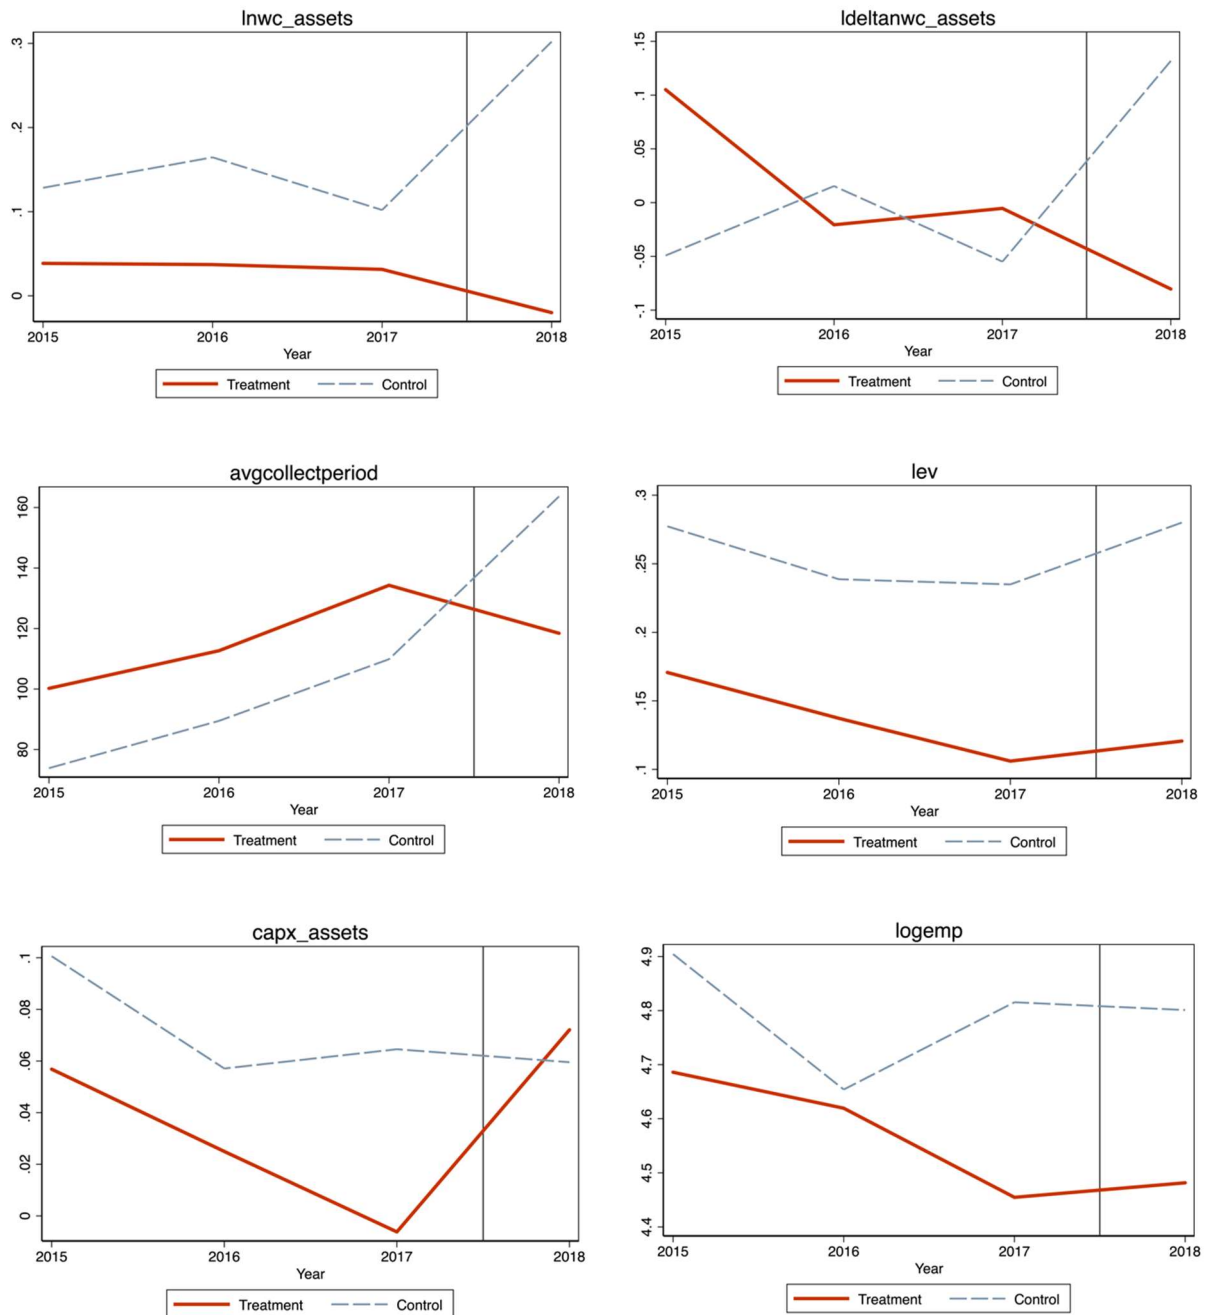 lnwc_assets
.3
.2
.1
0
2015 2016 2017 2018
Year
Treatment Control
ldeltanwc_assets
.15
.1
.05
0
-.05
-.1
2015 2016 2017 2018
Year
Treatment Control
avgcollectperiod
160
140
120
100
80
2015 2016 2017 2018
Year
Treatment Control
lev
.3
.25
.2
.15
.1
2015 2016 2017 2018
Year
Treatment Control
capx_assets
.1
.08
.06
.04
.02
0
2015 2016 2017 2018
Year
Treatment Control
logemp
4.9
4.8
4.7
4.6
4.5
4.4
2015 2016 2017 2018
Year
Treatment Control